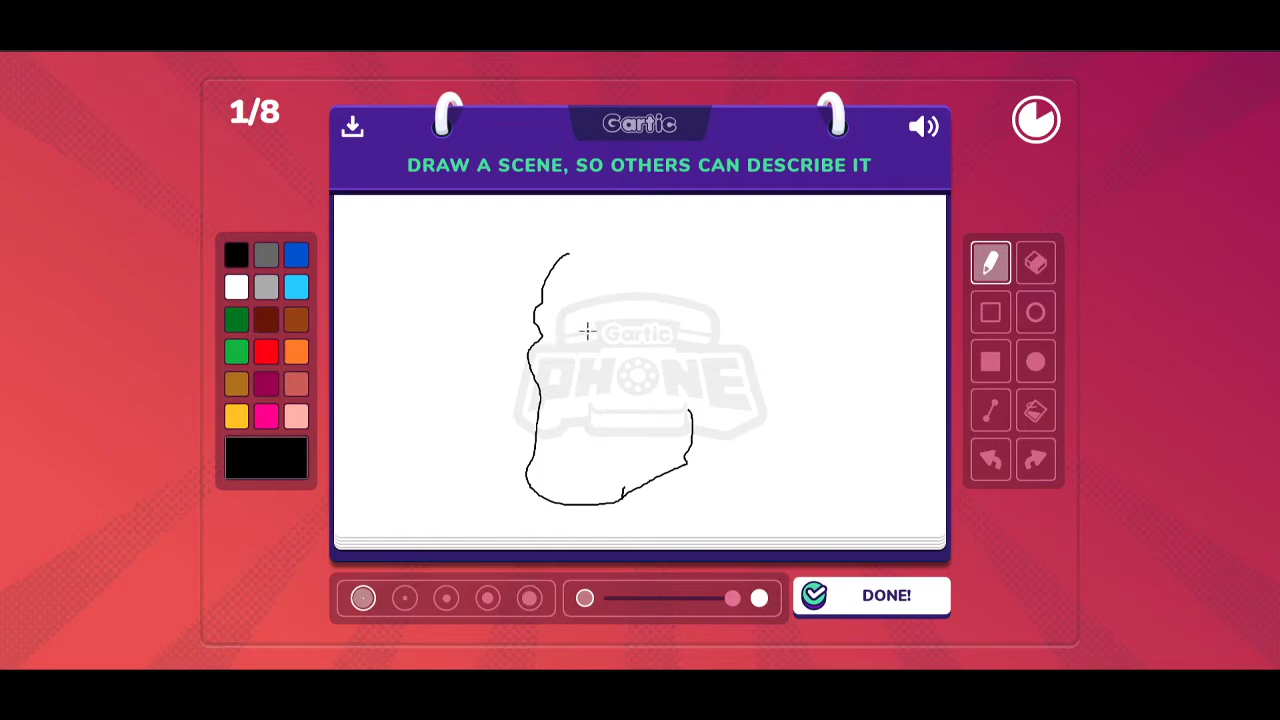 1/8
Gartic
DRAW A SCENE, SO OTHERS CAN DESCRIBE IT
Gartic
PHONE
DONE!